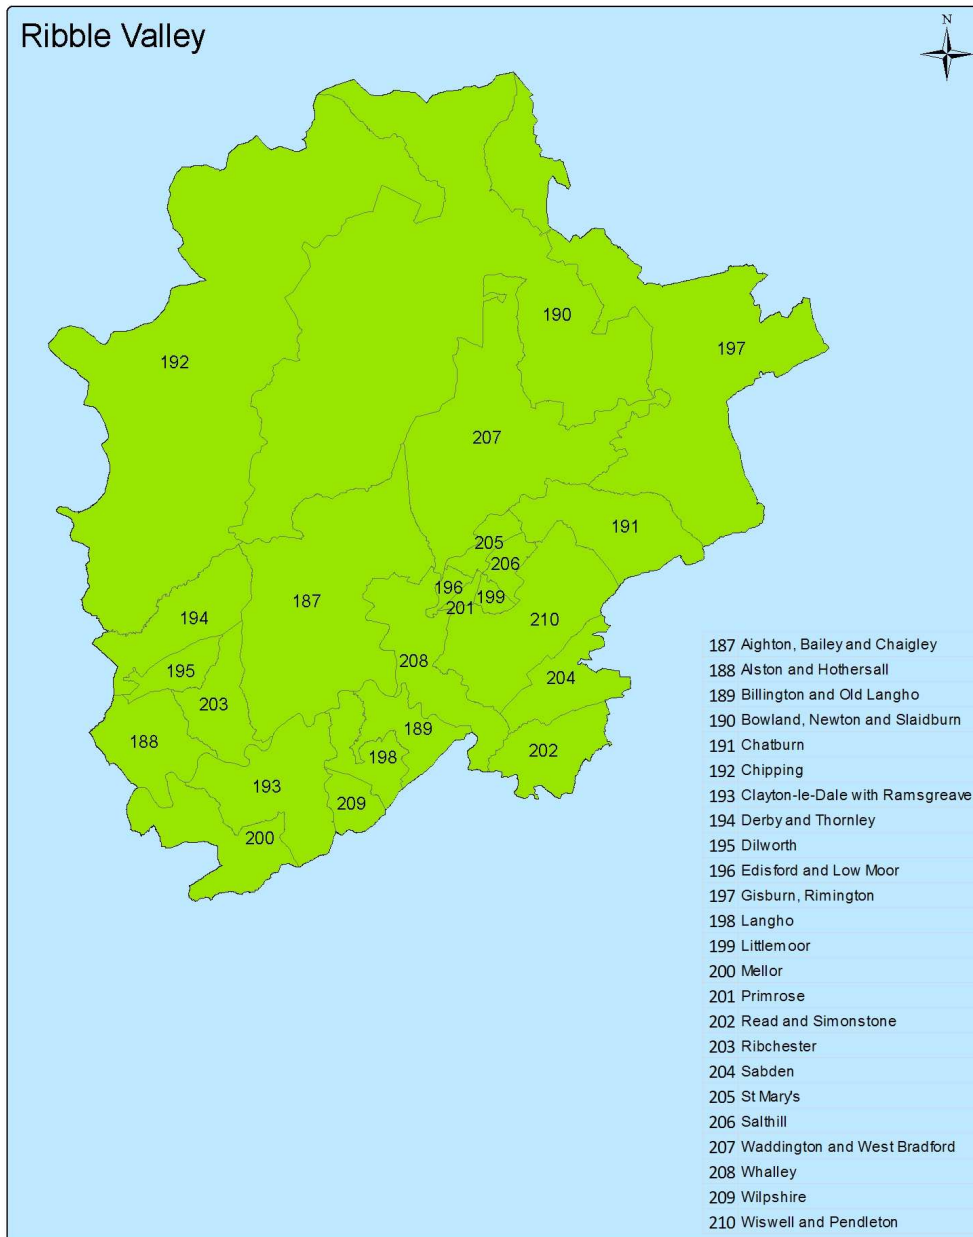 Ribble Valley
N
190
197
192
207
191
205
206
196
199
187
201
194
210
208
195
204
203
189
188
202
198
193
209
200
187 Aighton, Bailey and Chaigley
188 Alston and Hothersall
189 Billington and Old Langho
190 Bowland, Newton and Slaidburn
191 Chatburn
192 Chipping
193 Clayton-le-Dale with Ramsgreave
194 Derby and Thornley
195 Dilworth
196 Edisford and Low Moor
197 Gisburn, Rimington
198 Langho
199 Littlemoor
200 Mellor
201 Primrose
202 Read and Simonstone
203 Ribchester
204 Sabden
205 St Mary's
206 Salthill
207 Waddington and West Bradford
208 Whalley
209 Wilpshire
210 Wiswell and Pendleton